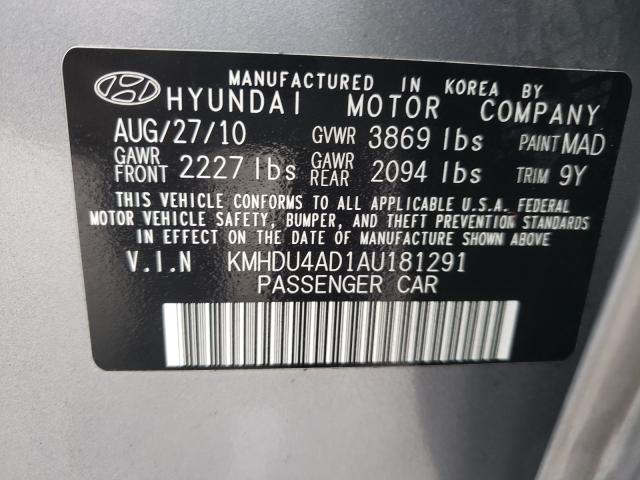 MANUFACTURED IN KOREA BY
HYUNDAI MOTOR COMPANY
AUG/27/10 GVWR 3869 lbs PAINT MAD
GAWR FRONT 2227 lbs GAWR REAR 2094 lbs TRIM 9Y
THIS VEHICLE CONFORMS TO ALL APPLICABLE U.S.A. FEDERAL
MOTOR VEHICLE SAFETY, BUMPER, AND THEFT PREVENTION STANDARDS
IN EFFECT ON THE DATE OF MANUFACTURE SHOWN ABOVE.
V.I.N KMHDU4AD1AU181291
PASSENGER CAR